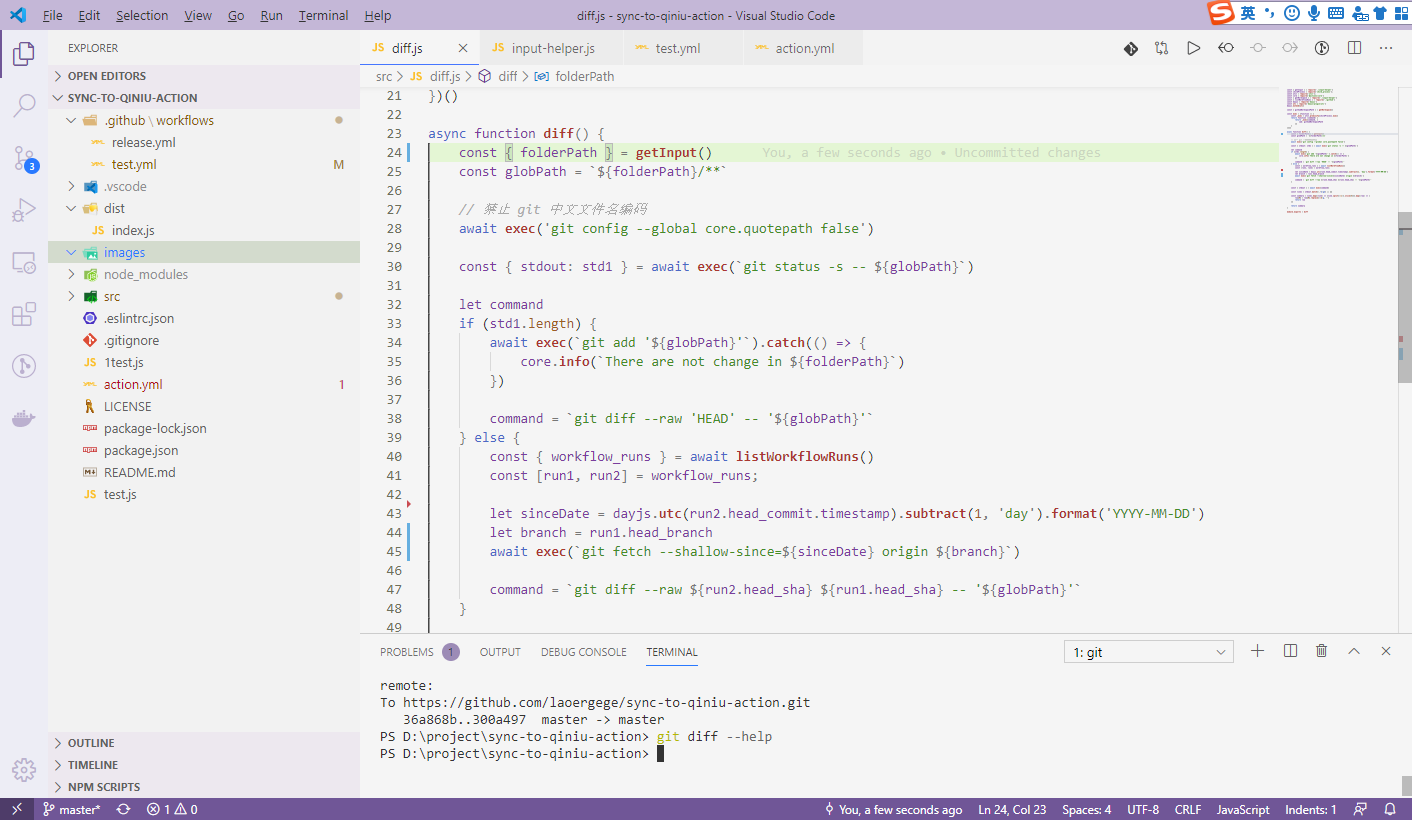 File Edit Selection View Go Run Terminal Help
diff.js - sync-to-qiniu-action - Visual Studio Code
英
EXPLORER
OPEN EDITORS
SYNC-TO-QINIU-ACTION
.github \ workflows
release.yml
test.yml M
.vscode
dist
JS index.js
images
node_modules
src
.eslintrc.json
.gitignore
JS 1test.js
action.yml 1
LICENSE
package-lock.json
package.json
README.md
JS test.js
OUTLINE
TIMELINE
NPM SCRIPTS
3
JS diff.js
JS input-helper.js
test.yml
action.yml
src > JS diff.js > diff > folderPath
21 })()
22
23 async function diff() {
24 const { folderPath } = getInput() You, a few seconds ago • Uncommitted changes
25 const globPath = `${folderPath}/**`
26
27 // 禁止 git 中文文件名编码
28 await exec('git config --global core.quotepath false')
29
30 const { stdout: std1 } = await exec(`git status -s -- ${globPath}`)
31
32 let command
33 if (std1.length) {
34 await exec(`git add '${globPath}'`).catch(() => {
35 core.info(`There are not change in ${folderPath}`)
36 })
37
38 command = `git diff --raw 'HEAD' -- '${globPath}'`
39 } else {
40 const { workflow_runs } = await listWorkflowRuns()
41 const [run1, run2] = workflow_runs;
42
43 let sinceDate = dayjs.utc(run2.head_commit.timestamp).subtract(1, 'day').format('YYYY-MM-DD')
44 let branch = run1.head_branch
45 await exec(`git fetch --shallow-since=${sinceDate} origin ${branch}`)
46
47 command = `git diff --raw ${run2.head_sha} ${run1.head_sha} -- '${globPath}'`
48 }
49
PROBLEMS 1 OUTPUT DEBUG CONSOLE TERMINAL
1: git
remote:
To https://github.com/laoergege/sync-to-qiniu-action.git
36a868b..300a497 master -> master
PS D:\project\sync-to-qiniu-action> git diff --help
PS D:\project\sync-to-qiniu-action>
master* 1 0
You, a few seconds ago Ln 24, Col 23 Spaces: 4 UTF-8 CRLF JavaScript Indents: 1